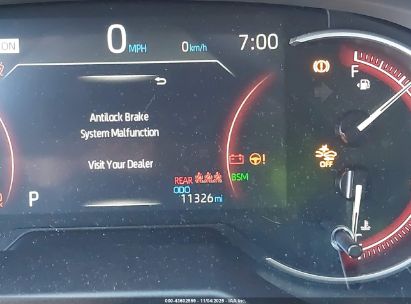 ON
0 MPH
0 km/h
7:00
Antilock Brake
System Malfunction
Visit Your Dealer
F
OFF
REAR
BSM
ODO
P
11326 mi